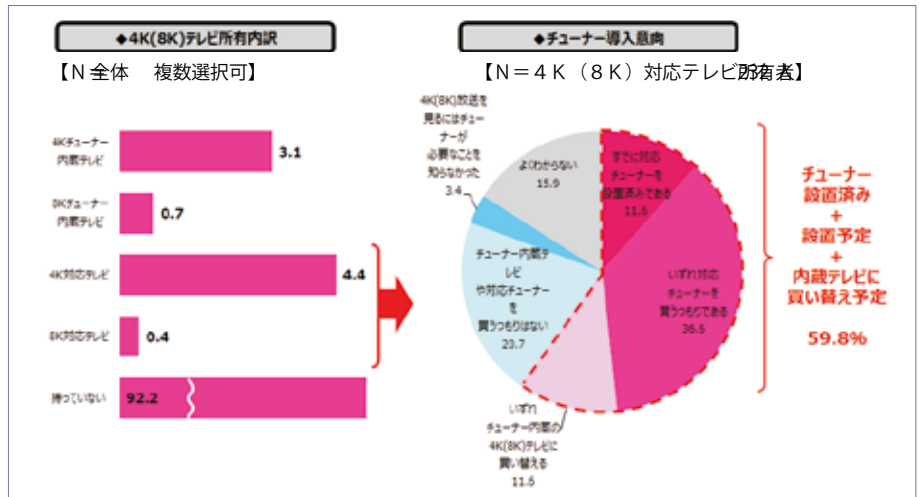 ◆4K(8K)テレビ所有内訳
【N＝全体　複数選択可】
4Kチューナー
内蔵テレビ
3.1
8Kチューナー
内蔵テレビ
0.7
4K対応テレビ
4.4
8K対応テレビ
0.4
持っていない
92.2
◆チューナー導入意向
【N＝４Ｋ（８Ｋ）対応テレビ所有者】
4K(8K)放送を
見るにはチュー
ナーが
必要なことを
知らなかった
3.4
よくわからない
15.9
すでに対応
チューナーを
設置済みである
11.6
チューナー内蔵テ
レビ
や対応チューナー
を
買うつもりはない
20.7
いずれ対応
チューナーを
買うつもりである
36.6
いずれ
チューナー内蔵の
4K(8K)テレビに
買い替える
11.6
チューナー
設置済み
+
設置予定
+
内蔵テレビに
買い替え予定
59.8%